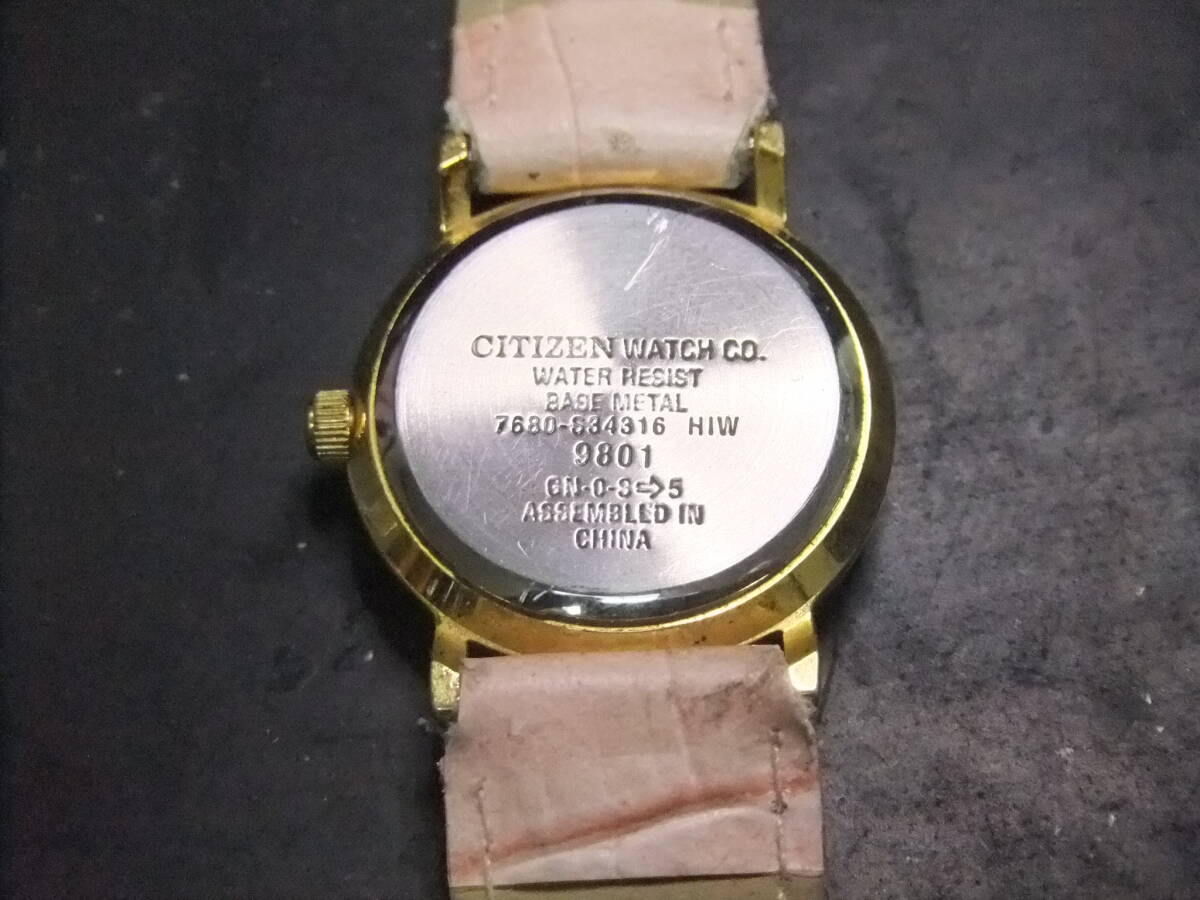 CITIZEN WATCH CO.
WATER RESIST
BASE METAL
7680-S34316 HIW
9801
GN-0-S⇨5
ASSEMBLED IN
CHINA